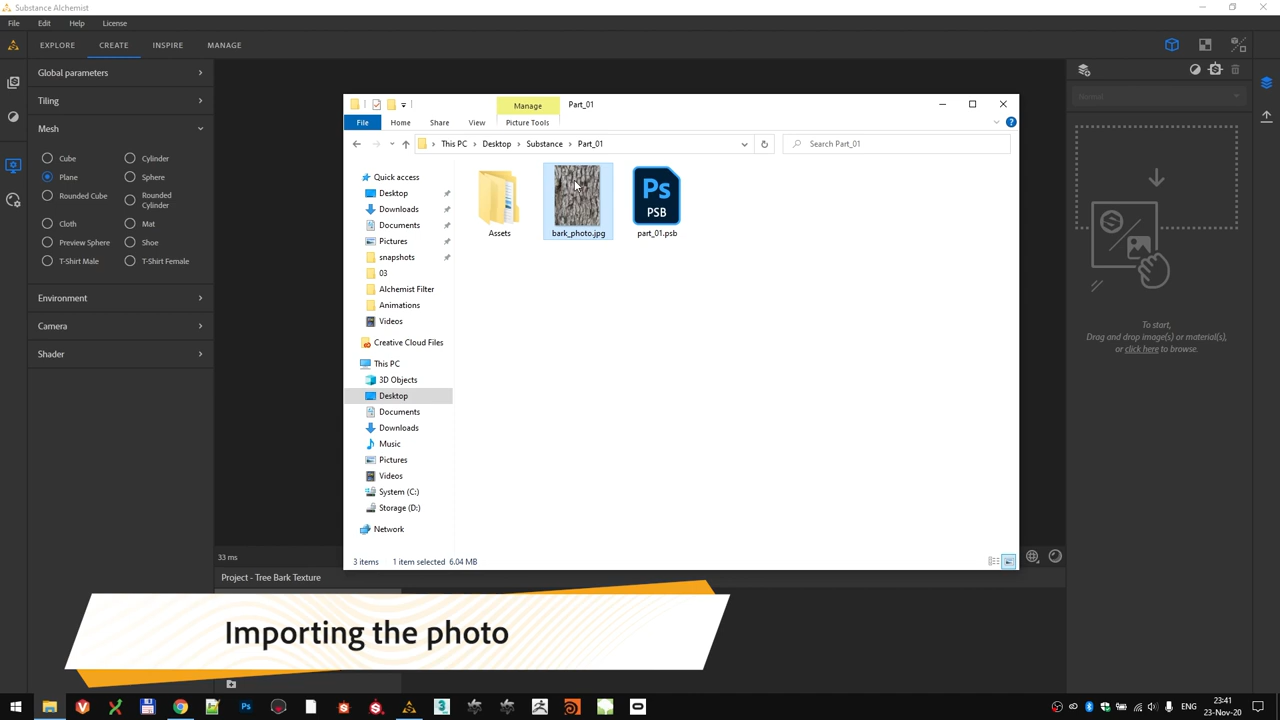 Substance Alchemist
File Edit Help License
EXPLORE CREATE INSPIRE MANAGE
Global parameters
Tiling
Mesh
Cube Cylinder
Plane Sphere
Rounded Cube Rounded Cylinder
Cloth Mat
Preview Sphere Shoe
T-Shirt Male T-Shirt Female
Environment
Camera
Shader
Manage Part_01
File Home Share View Picture Tools
This PC Desktop Substance Part_01
Search Part_01
Quick access
Desktop
Downloads
Documents
Pictures
snapshots
03
Alchemist Filter
Animations
Videos
Creative Cloud Files
This PC
3D Objects
Desktop
Documents
Downloads
Music
Pictures
Videos
System (C:)
Storage (D:)
Network
Assets
bark_photo.jpg
Ps
PSB
part_01.psb
3 items 1 item selected 6.04 MB
Normal
To start,
Drag and drop image(s) or material(s),
or click here to browse.
33 ms
Project - Tree Bark Texture
Importing the photo
23:41
23-Nov-20